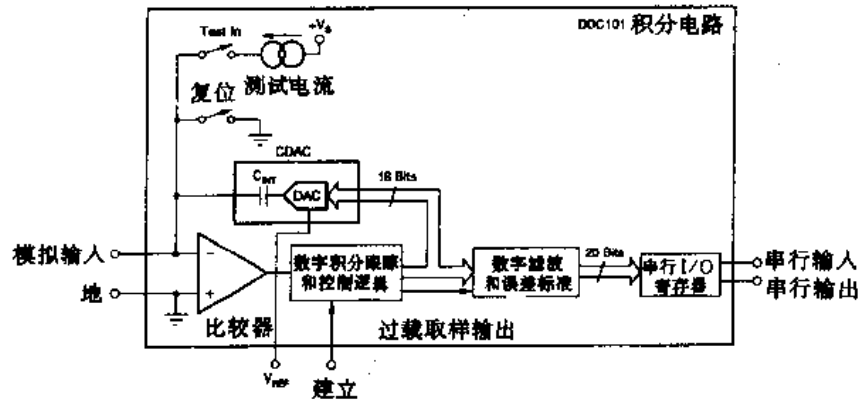 DDC101 积分电路
+Vs
Test In
测试电流
复位
CDAC
CINT
DAC
18 Bits
模拟输入
地
比较器
数字积分跟踪
和控制逻辑
数字滤波
和误差标准
20 Bits
串行I/O
寄存器
串行输入
串行输出
过载取样输出
VREF
建立